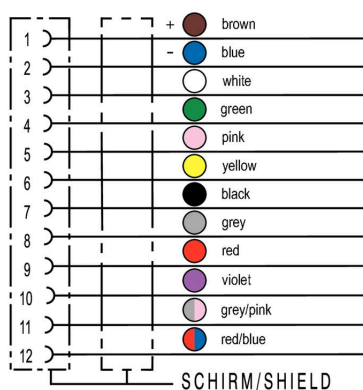 + brown
1
- blue
2
white
3
green
4
pink
5
yellow
6
black
7
grey
8
red
9
violet
10
grey/pink
11
red/blue
12
SCHIRM/SHIELD